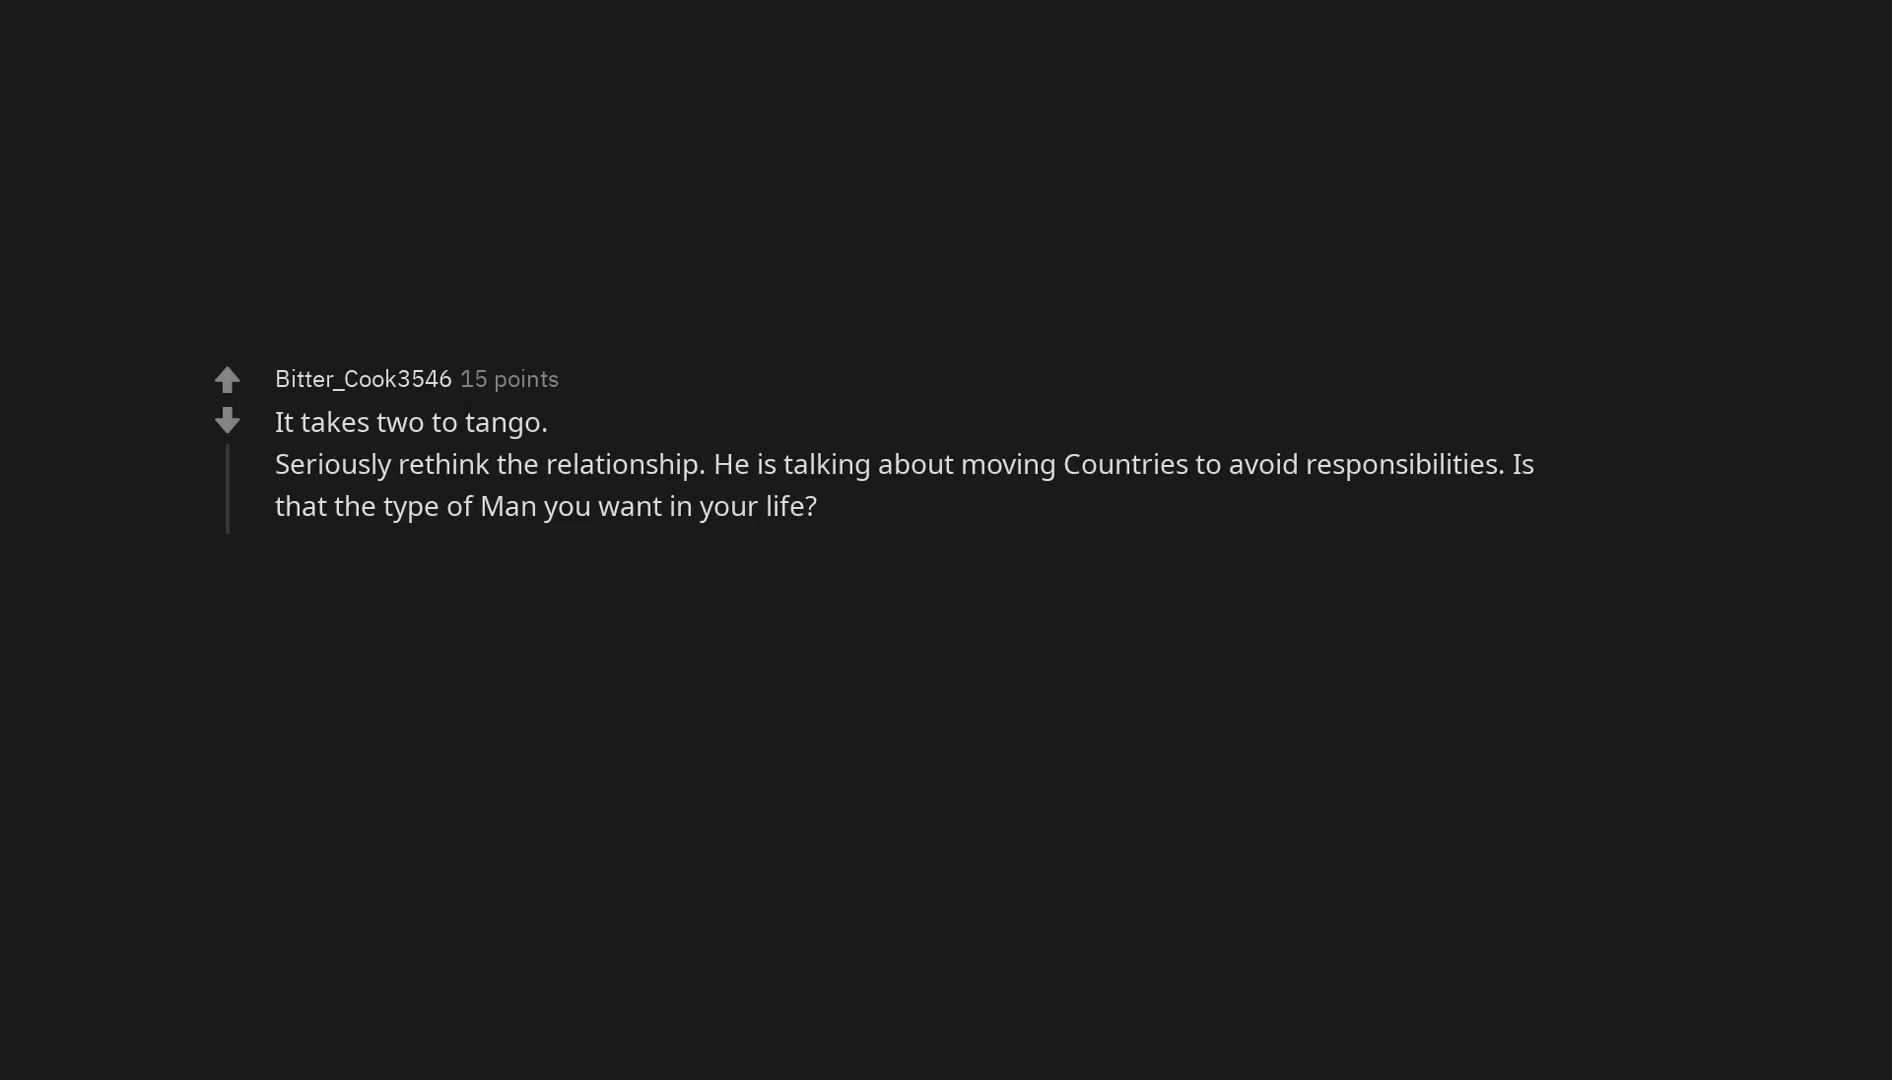 Bitter_Cook3546 15 points
It takes two to tango.
Seriously rethink the relationship. He is talking about moving Countries to avoid responsibilities. Is
that the type of Man you want in your life?